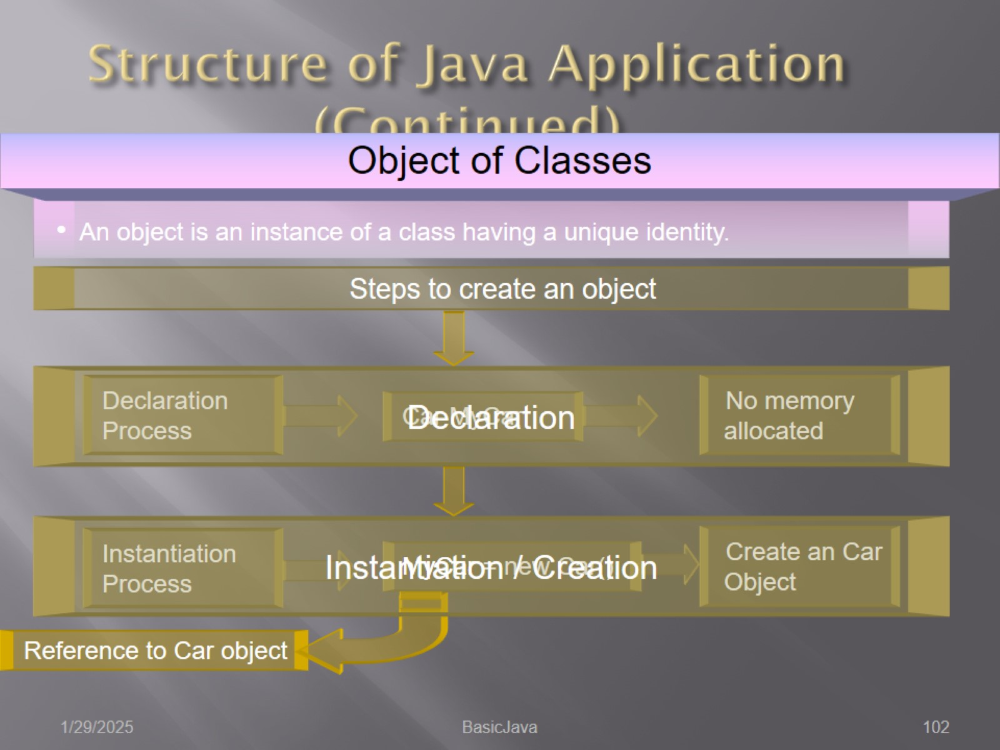 Structure of Java Application
(Continued)
Object of Classes
• An object is an instance of a class having a unique identity.
Steps to create an object
Declaration
Process
Car MyCar
Declaration
No memory
allocated
Instantiation
Process
MyCar = new Car()
Instantiation / Creation
Create an Car
Object
Reference to Car object
1/29/2025
BasicJava
102